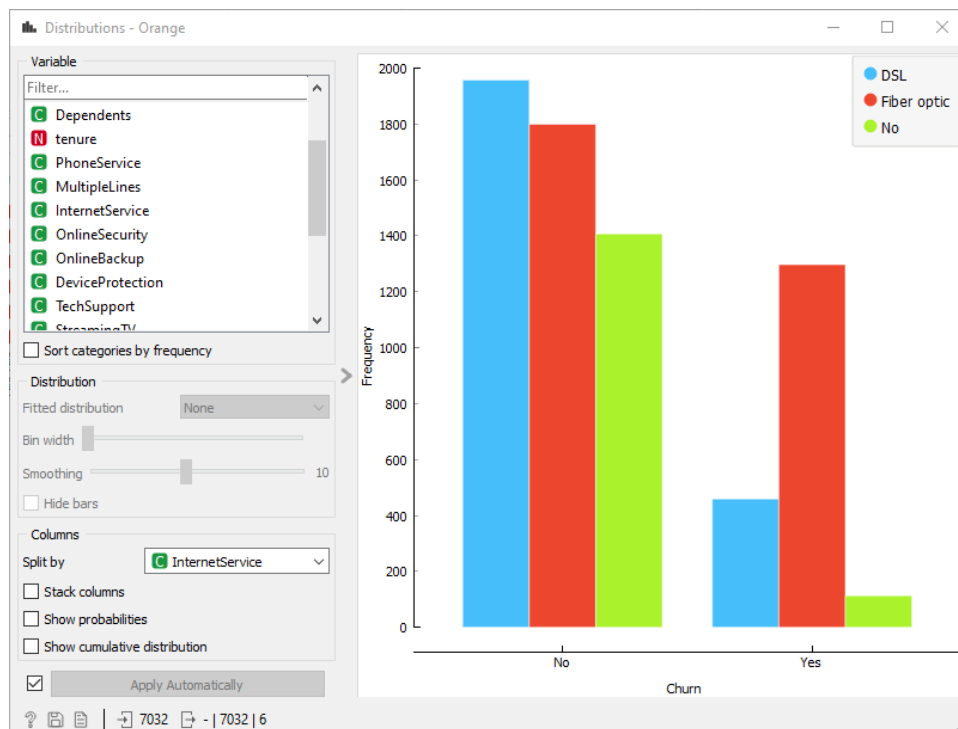 Distributions - Orange
Variable
Filter...
C Dependents
N tenure
C PhoneService
C MultipleLines
C InternetService
C OnlineSecurity
C OnlineBackup
C DeviceProtection
C TechSupport
C StreamingTV
Sort categories by frequency
Distribution
Fitted distribution None
Bin width
Smoothing 10
Hide bars
Columns
Split by C InternetService
Stack columns
Show probabilities
Show cumulative distribution
Apply Automatically
? 7032 - | 7032 | 6
DSL
Fiber optic
No
2000
1800
1600
1400
1200
1000
800
600
400
200
0
Frequency
No Yes
Churn